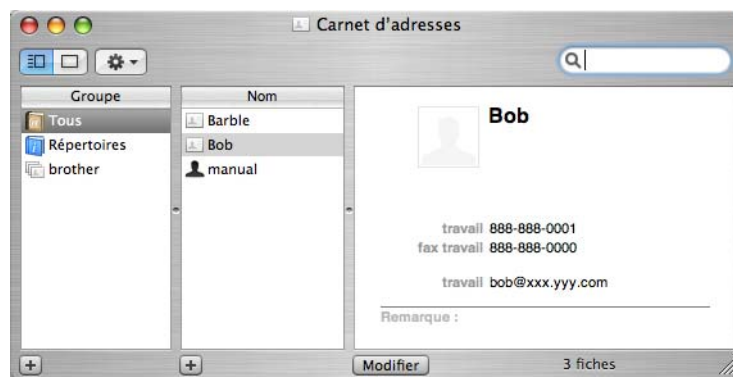 Carnet d'adresses
Groupe
Tous
Répertoires
brother
Nom
Barble
Bob
manual
Bob
travail 888-888-0001
fax travail 888-888-0000
travail bob@xxx.yyy.com
Remarque :
Modifier
3 fiches